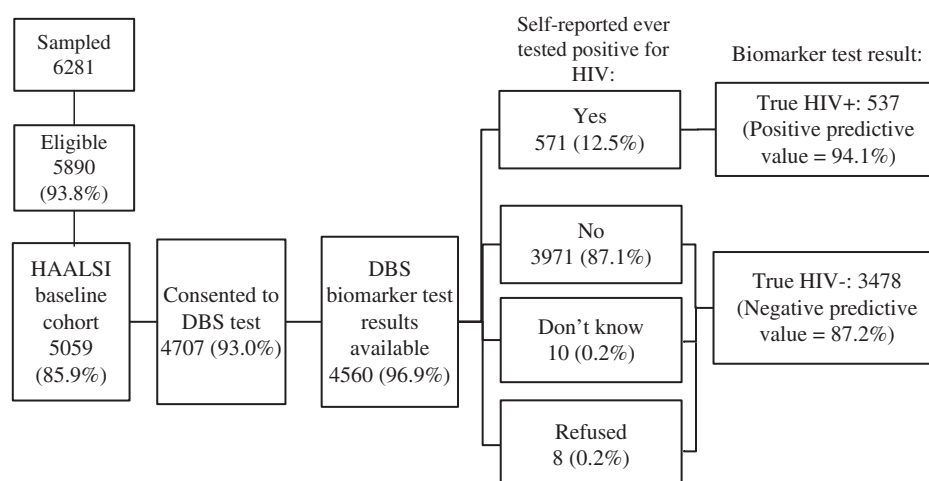 Sampled
6281
Eligible
5890
(93.8%)
HAALSI
baseline
cohort
5059
(85.9%)
Consented to
DBS test
4707 (93.0%)
DBS
biomarker test
results
available
4560 (96.9%)
Self-reported ever
tested positive for
HIV:
Yes
571 (12.5%)
No
3971 (87.1%)
Don't know
10 (0.2%)
Refused
8 (0.2%)
Biomarker test result:
True HIV+: 537
(Positive predictive
value = 94.1%)
True HIV-: 3478
(Negative predictive
value = 87.2%)